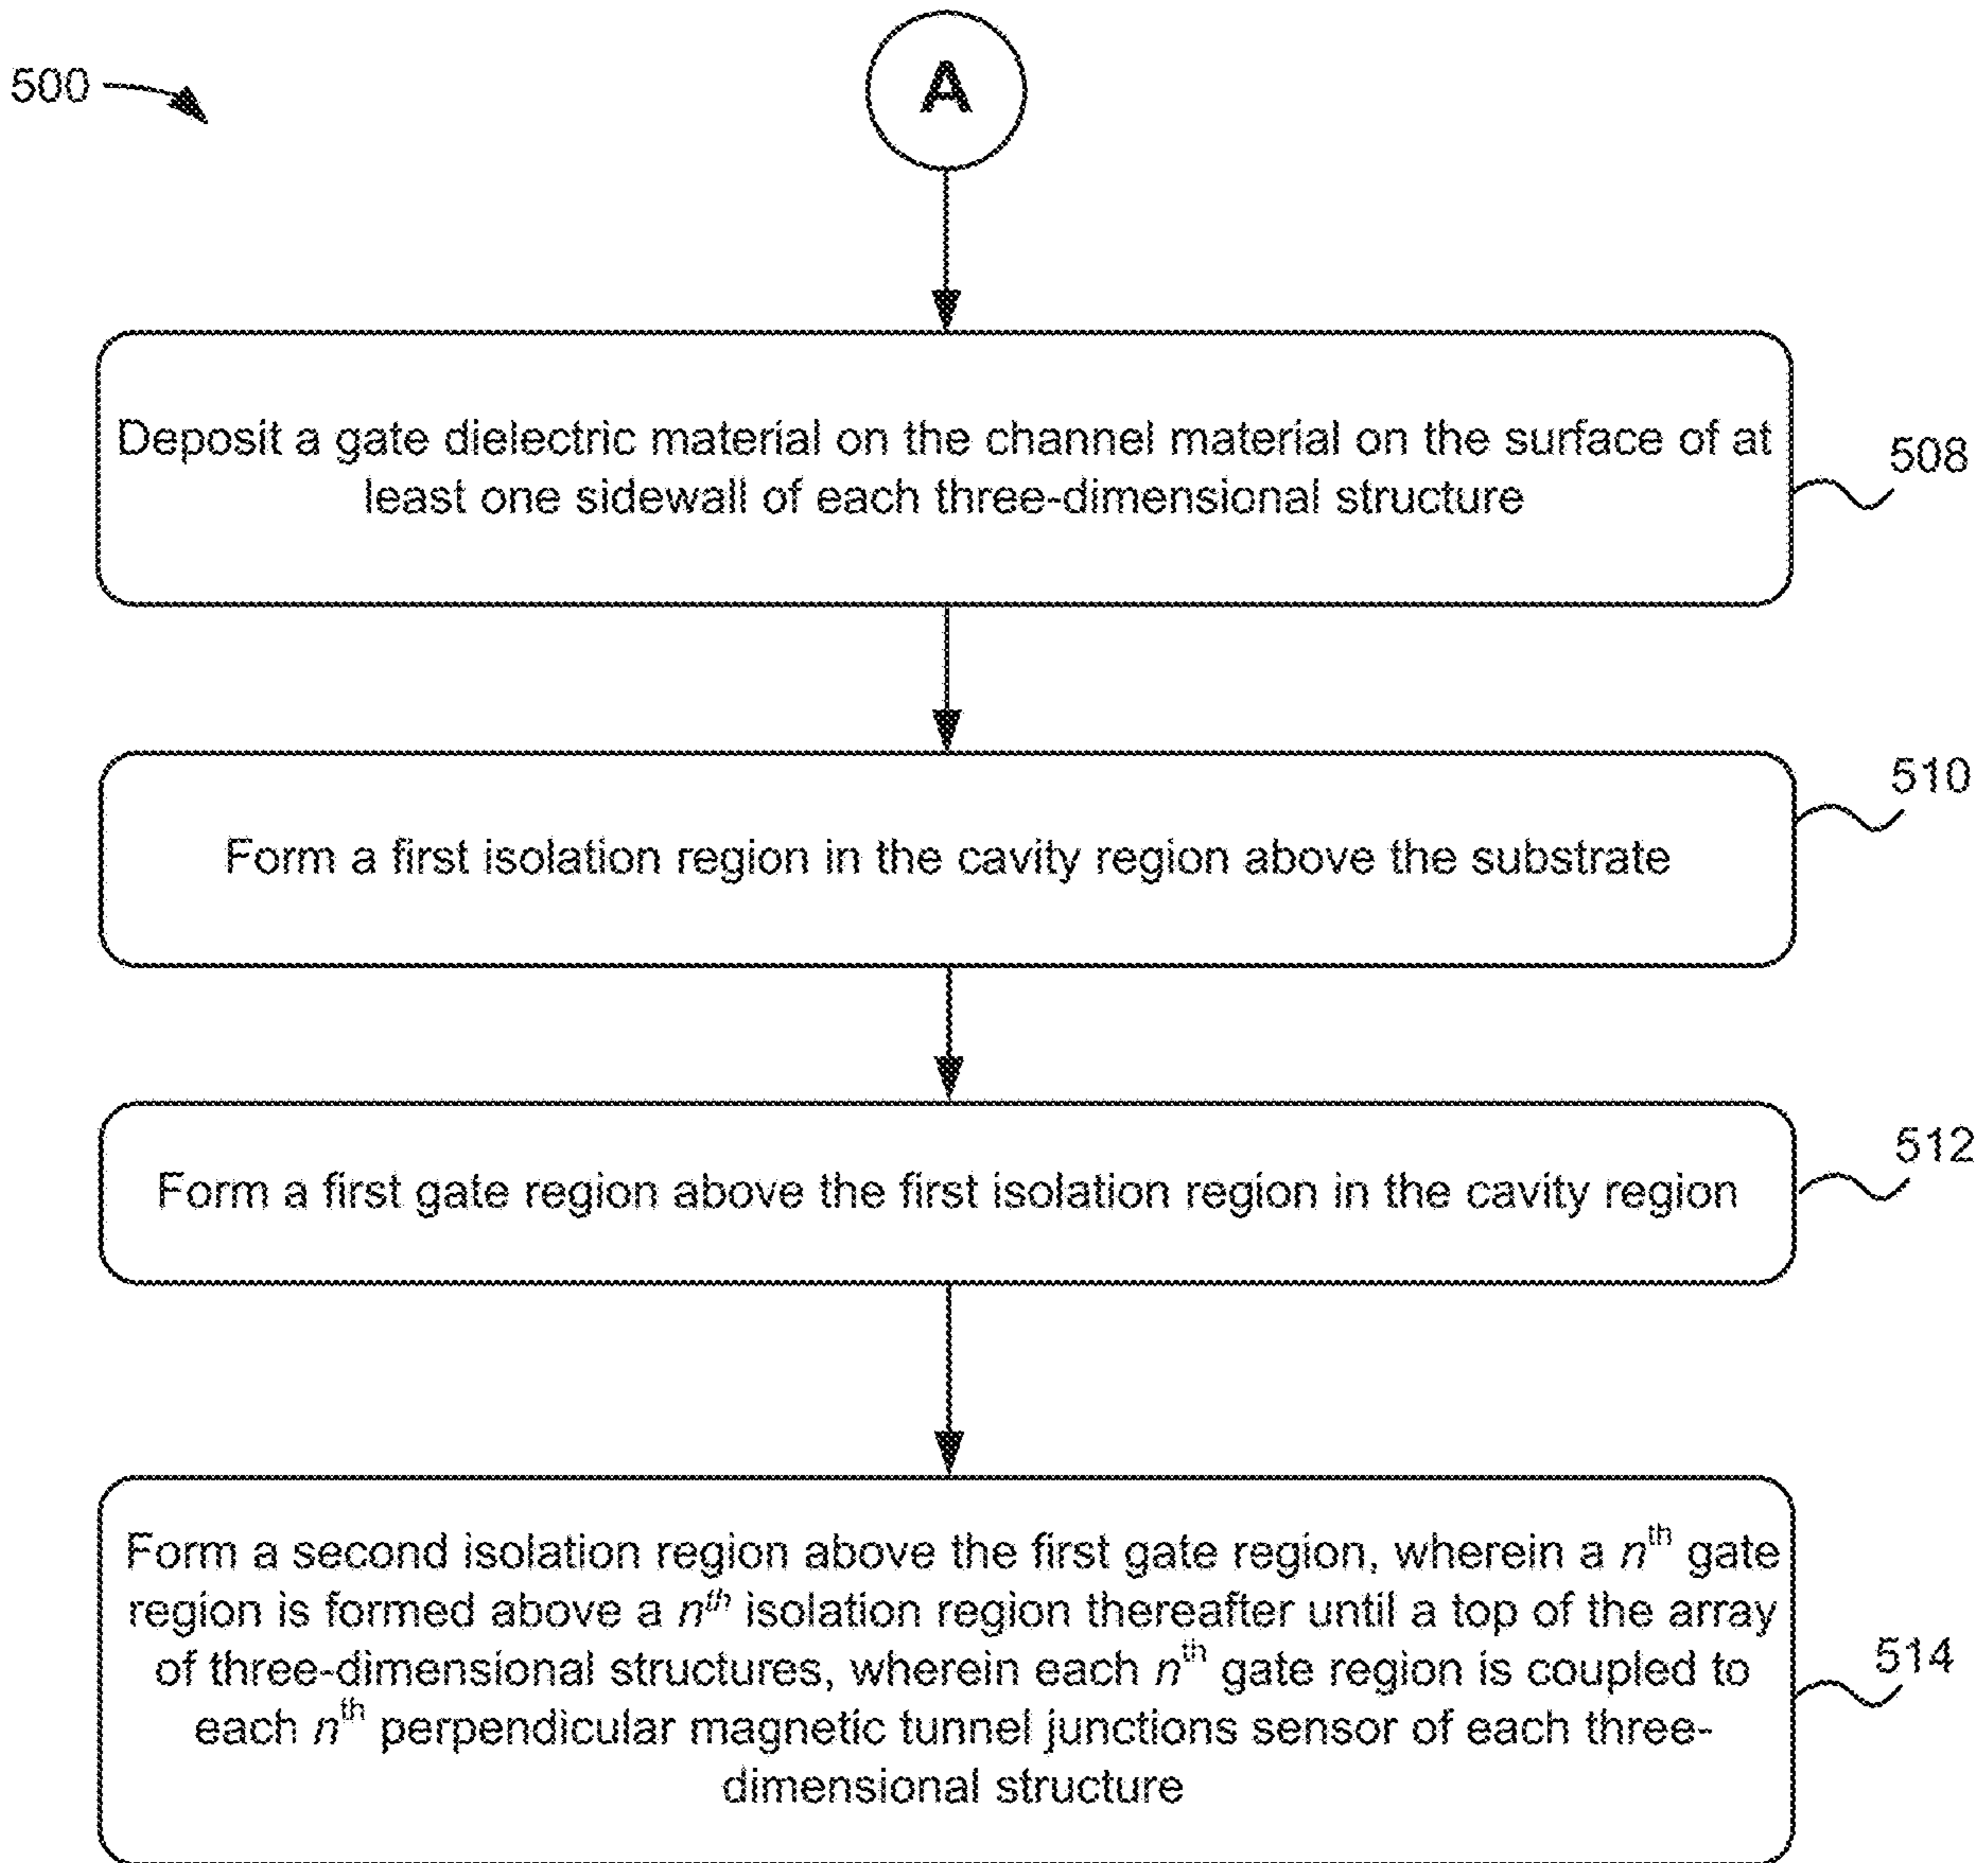 500
A
Deposit a gate dielectric material on the channel material on the surface of at
least one sidewall of each three-dimensional structure
508
Form a first isolation region in the cavity region above the substrate
510
Form a first gate region above the first isolation region in the cavity region
512
Form a second isolation region above the first gate region, wherein a nth gate
region is formed above a nth isolation region thereafter until a top of the array
of three-dimensional structures, wherein each nth gate region is coupled to
each nth perpendicular magnetic tunnel junctions sensor of each three-
dimensional structure
514